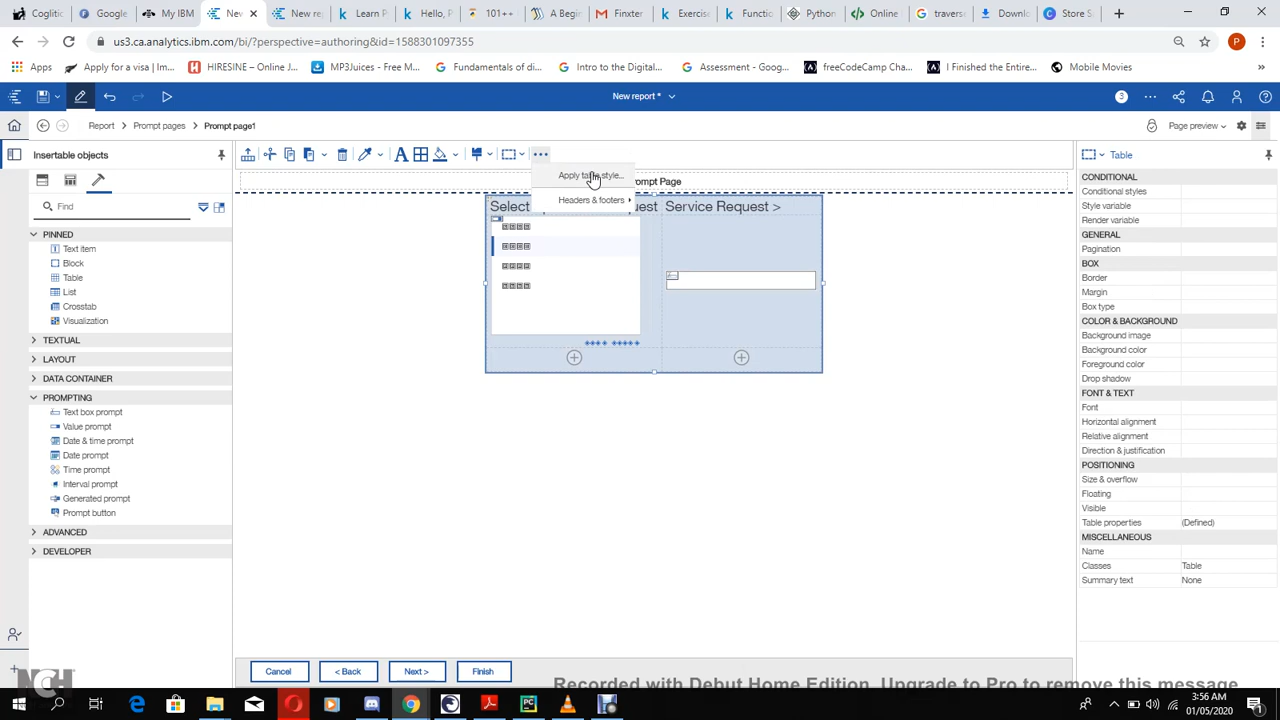 Coglitic
My IBM
New
New rep
Learn P
Hello, P
101++
A Begin
Finxter
Exercise
Functio
Python
Online
travers
Downlo
Store S
us3.ca.analytics.ibm.com/bi/?perspective=authoring&id=1588301097355
Apps
Apply for a visa | Im...
HIRESINE – Online J...
MP3Juices - Free M...
Fundamentals of di...
Intro to the Digital...
Assessment - Goog...
freeCodeCamp Cha...
I Finished the Entire...
Mobile Movies
New report *
3
Report
Prompt pages
Prompt page1
Page preview
Insertable objects
Table
Find
PINNED
Text item
Block
Table
List
Crosstab
Visualization
TEXTUAL
LAYOUT
DATA CONTAINER
PROMPTING
Text box prompt
Value prompt
Date & time prompt
Date prompt
Time prompt
Interval prompt
Generated prompt
Prompt button
ADVANCED
DEVELOPER
Headers & footers
Page
Select
Service Request >
CONDITIONAL
Conditional styles
Style variable
Render variable
GENERAL
Pagination
BOX
Border
Margin
Box type
COLOR & BACKGROUND
Background image
Background color
Foreground color
Drop shadow
FONT & TEXT
Font
Horizontal alignment
Relative alignment
Direction & justification
POSITIONING
Size & overflow
Floating
Visible
Table properties (Defined)
MISCELLANEOUS
Name
Classes Table
Summary text None
Cancel
< Back
Next >
Finish
NCH
Recorded with Debut Home Edition. Upgrade to Pro to remove this message
3:56 AM
01/05/2020